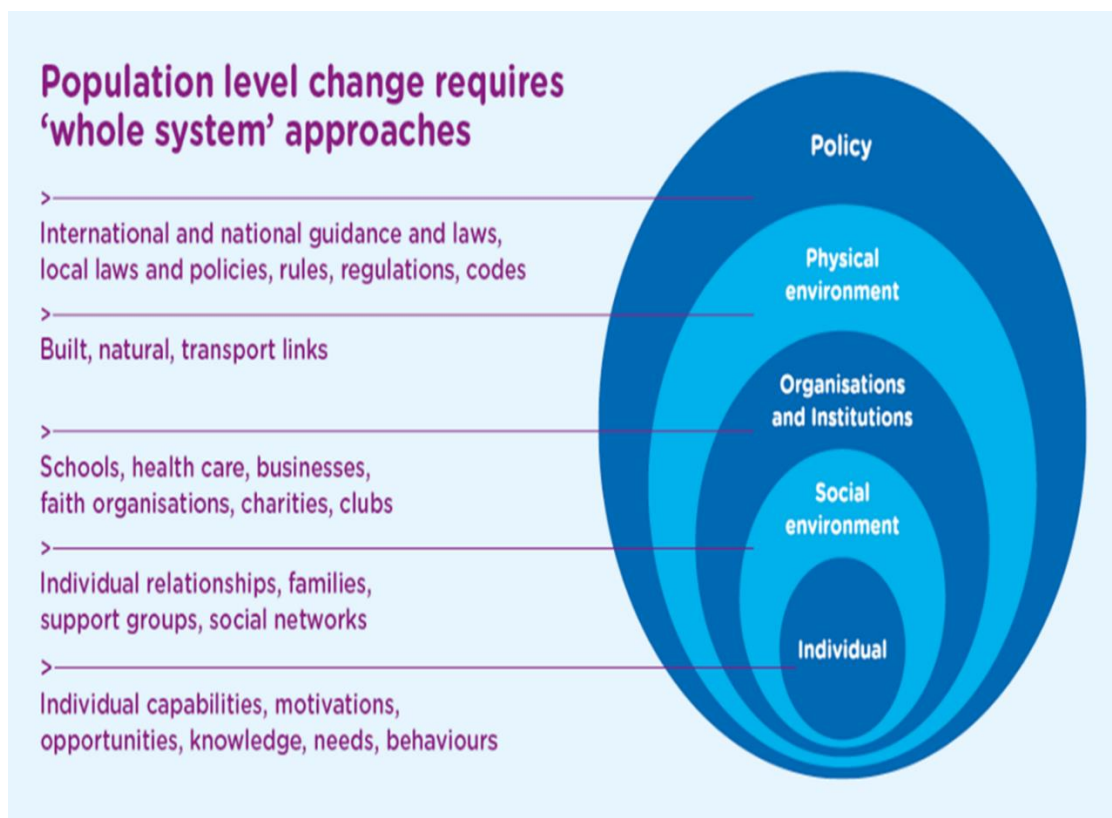 Population level change requires
‘whole system’ approaches
>
International and national guidance and laws,
local laws and policies, rules, regulations, codes
>
Built, natural, transport links
>
Schools, health care, businesses,
faith organisations, charities, clubs
>
Individual relationships, families,
support groups, social networks
>
Individual capabilities, motivations,
opportunities, knowledge, needs, behaviours
Policy
Physical
environment
Organisations
and Institutions
Social
environment
Individual